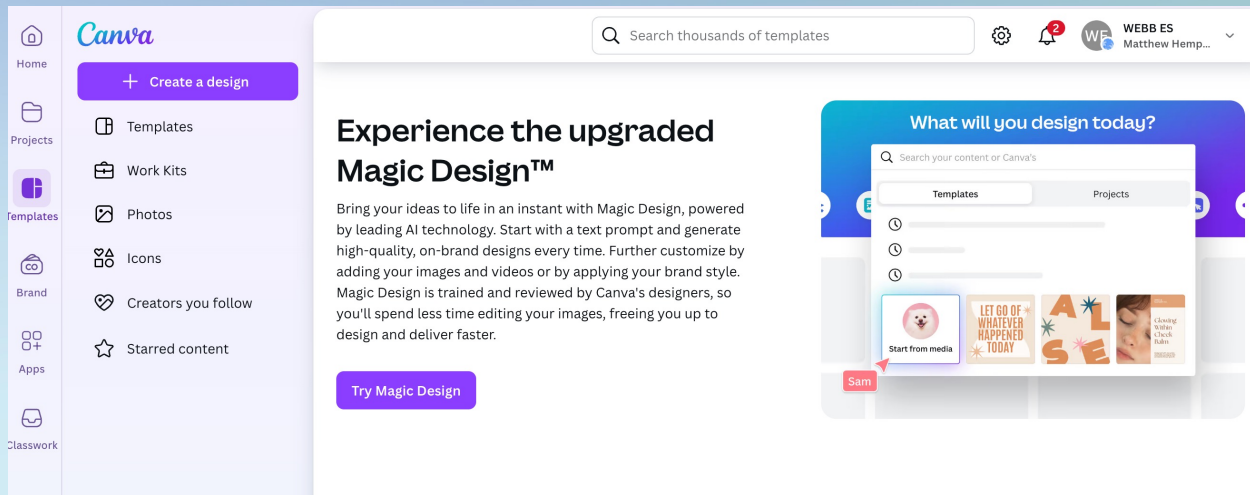 Home
Projects
Templates
Brand
Apps
Classwork
Canva
Create a design
Templates
Work Kits
Photos
Icons
Creators you follow
Starred content
Search thousands of templates
2
WEBB ES
Matthew Hemp...
Experience the upgraded
Magic Design™
Bring your ideas to life in an instant with Magic Design, powered
by leading AI technology. Start with a text prompt and generate
high-quality, on-brand designs every time. Further customize by
adding your images and videos or by applying your brand style.
Magic Design is trained and reviewed by Canva's designers, so
you'll spend less time editing your images, freeing you up to
design and deliver faster.
Try Magic Design
What will you design today?
Search your content or Canva's
Templates
Projects
Start from media
LET GO OF
WHATEVER
HAPPENED
TODAY
A L
S E
Glowing
Within
Cheek
Balm
Sam